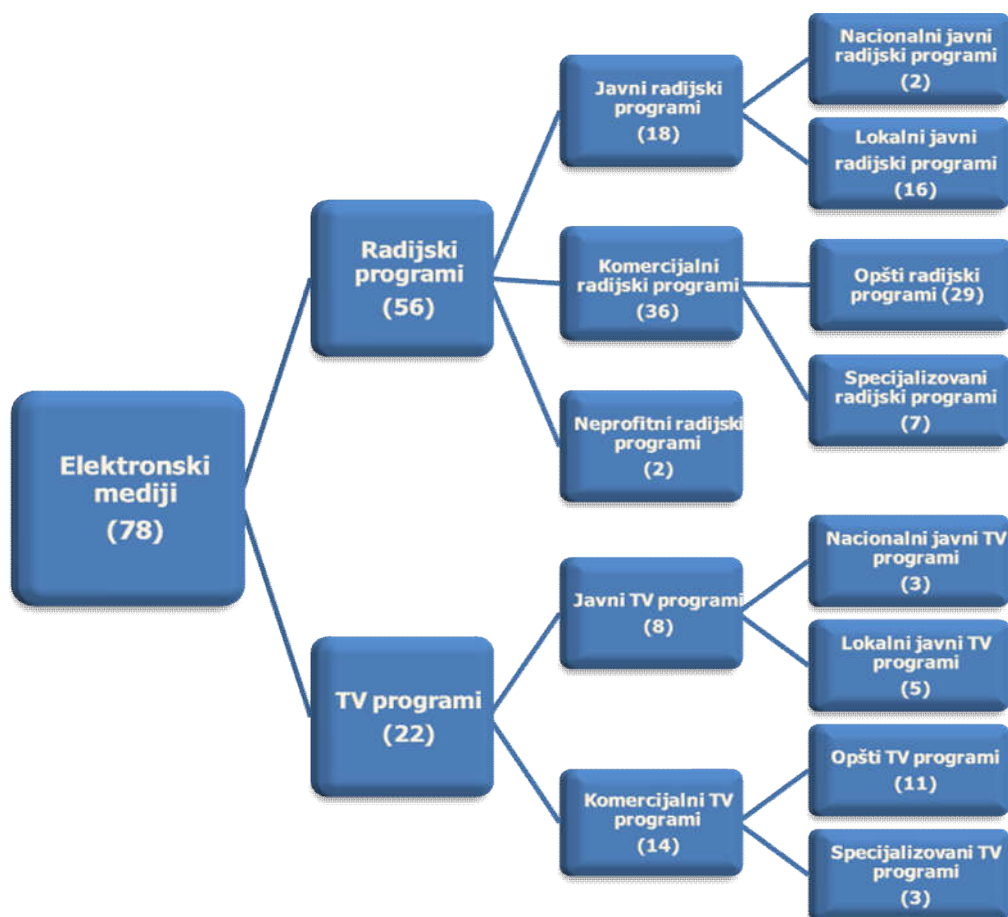 Elektronski
mediji
(78)
Radijski
programi
(56)
Javni radijski
programi
(18)
Nacionalni javni
radijski programi
(2)
Lokalni javni
radijski programi
(16)
Komercijalni
radijski programi
(36)
Opšti radijski
programi (29)
Specijalizovani
radijski programi
(7)
Neprofitni radijski
programi
(2)
TV programi
(22)
Javni TV programi
(8)
Nacionalni javni TV
programi
(3)
Lokalni javni TV
programi
(5)
Komercijalni TV
programi
(14)
Opšti TV programi
(11)
Specijalizovani TV
programi
(3)